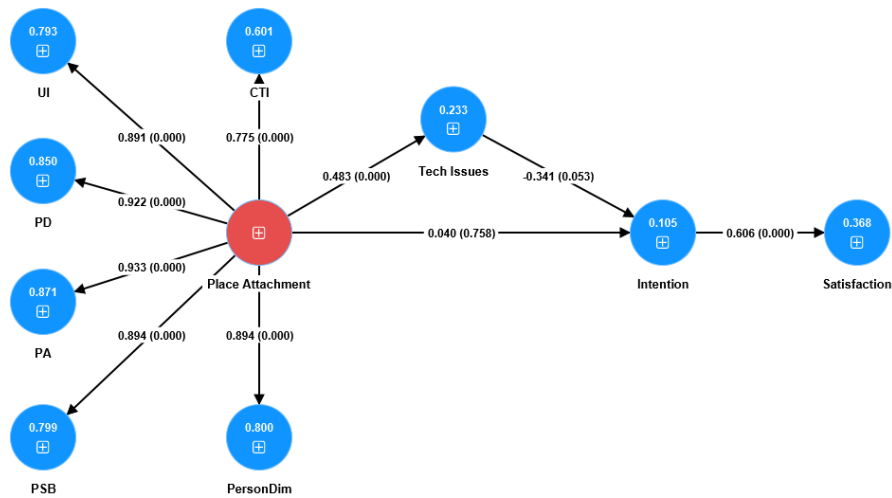 0.793
UI
0.601
CTI
0.891 (0.000)
0.775 (0.000)
0.233
Tech Issues
0.850
PD
0.922 (0.000)
0.483 (0.000)
-0.341 (0.053)
Place Attachment
0.040 (0.758)
0.105
Intention
0.606 (0.000)
0.368
Satisfaction
0.933 (0.000)
0.871
PA
0.894 (0.000)
0.894 (0.000)
0.799
PSB
0.800
PersonDim